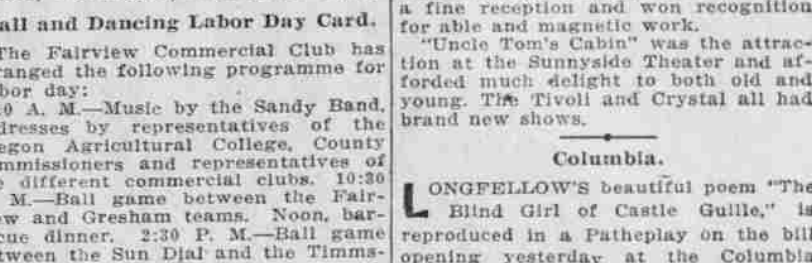 all and Dancing Labor Day Card.
The Fairview Commercial Club has
ranged the following programme for
bor day:
0 A. M.—Music by the Sandy Band,
dresses by representatives of the
egon Agricultural College, County
mmissioners and representatives of
e different commercial clubs. 10:30
M.—Ball game between the Fair-
ew and Gresham teams. Noon, bar-
cue dinner. 2:30 P. M.—Ball game
tween the Sun Dial and the Timms-
a fine reception and won recognition
for able and magnetic work.
"Uncle Tom's Cabin" was the attrac-
tion at the Sunnyside Theater and af-
forded much delight to both old and
young. The Tivoli and Crystal all had
brand new shows.
Columbia.
LONGFELLOW'S beautiful poem "The
Blind Girl of Castle Guille," is
reproduced in a Patheplay on the bill
opening yesterday at the Columbia